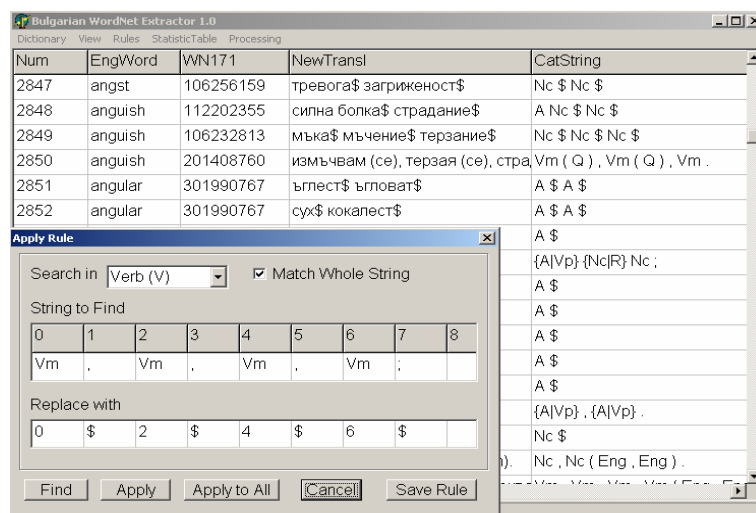 Bulgarian WordNet Extractor 1.0
Dictionary View Rules StatisticTable Processing
Num EngWord WN171 NewTransl CatString
2847 angst 106256159 тревога$ загриженост$ Nc $ Nc $
2848 anguish 112202355 силна болка$ страдание$ A Nc $ Nc $
2849 anguish 106232813 мъка$ мъчение$ терзание$ Nc $ Nc $ Nc $
2850 anguish 201408760 измъчвам (се), терзая (се), стра Vm ( Q ) , Vm ( Q ) , Vm .
2851 angular 301990767 ъглест$ ъгловат$ A $ A $
2852 angular 301990767 сух$ кокалест$ A $ A $
Apply Rule
A $
Search in Verb (V) Match Whole String
{A|Vp} {Nc|R} Nc ;
A $
String to Find
A $
0 1 2 3 4 5 6 7 8
A $
Vm , Vm , Vm , Vm ;
A $
A $
Replace with
{A|Vp} , {A|Vp} .
0 $ 2 $ 4 $ 6 $
Nc $
). Nc , Nc ( Eng , Eng ) .
Find Apply Apply to All Cancel Save Rule